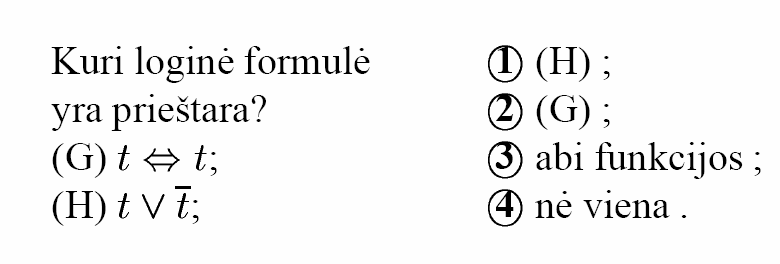 Kuri loginė formulė
yra prieštara?
(G) t ⇔ t;
(H) t ∨ t̅;
① (H) ;
② (G) ;
③ abi funkcijos ;
④ nė viena .